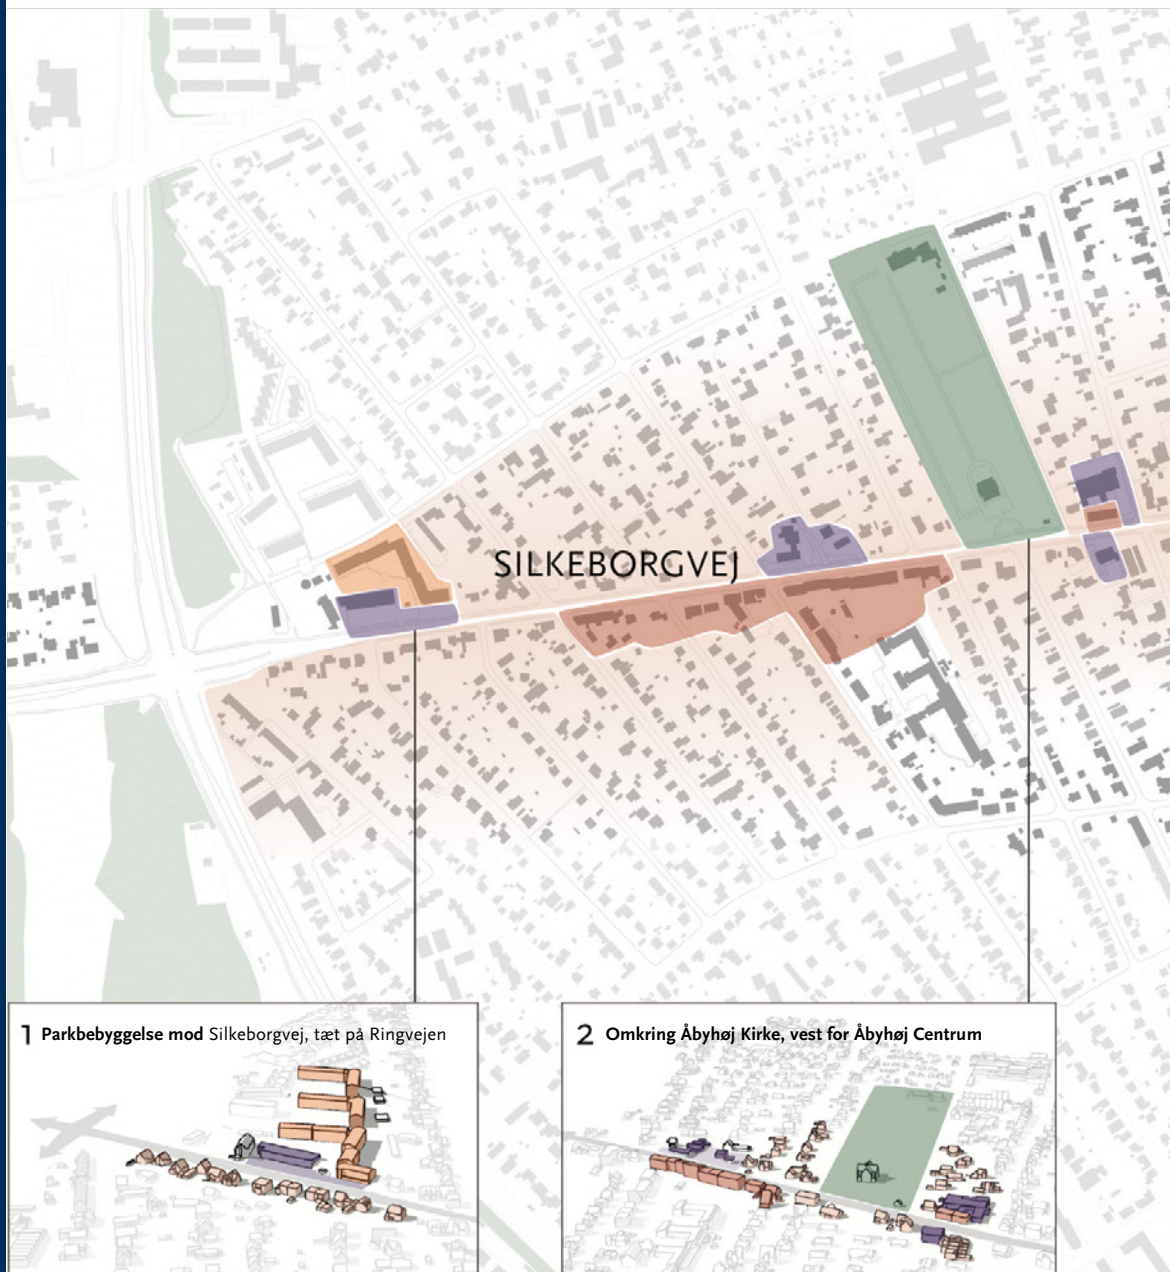 SILKEBORGVEJ
1 Parkbebyggelse mod Silkeborgvej, tæt på Ringvejen
2 Omkring Åbyhøj Kirke, vest for Åbyhøj Centrum